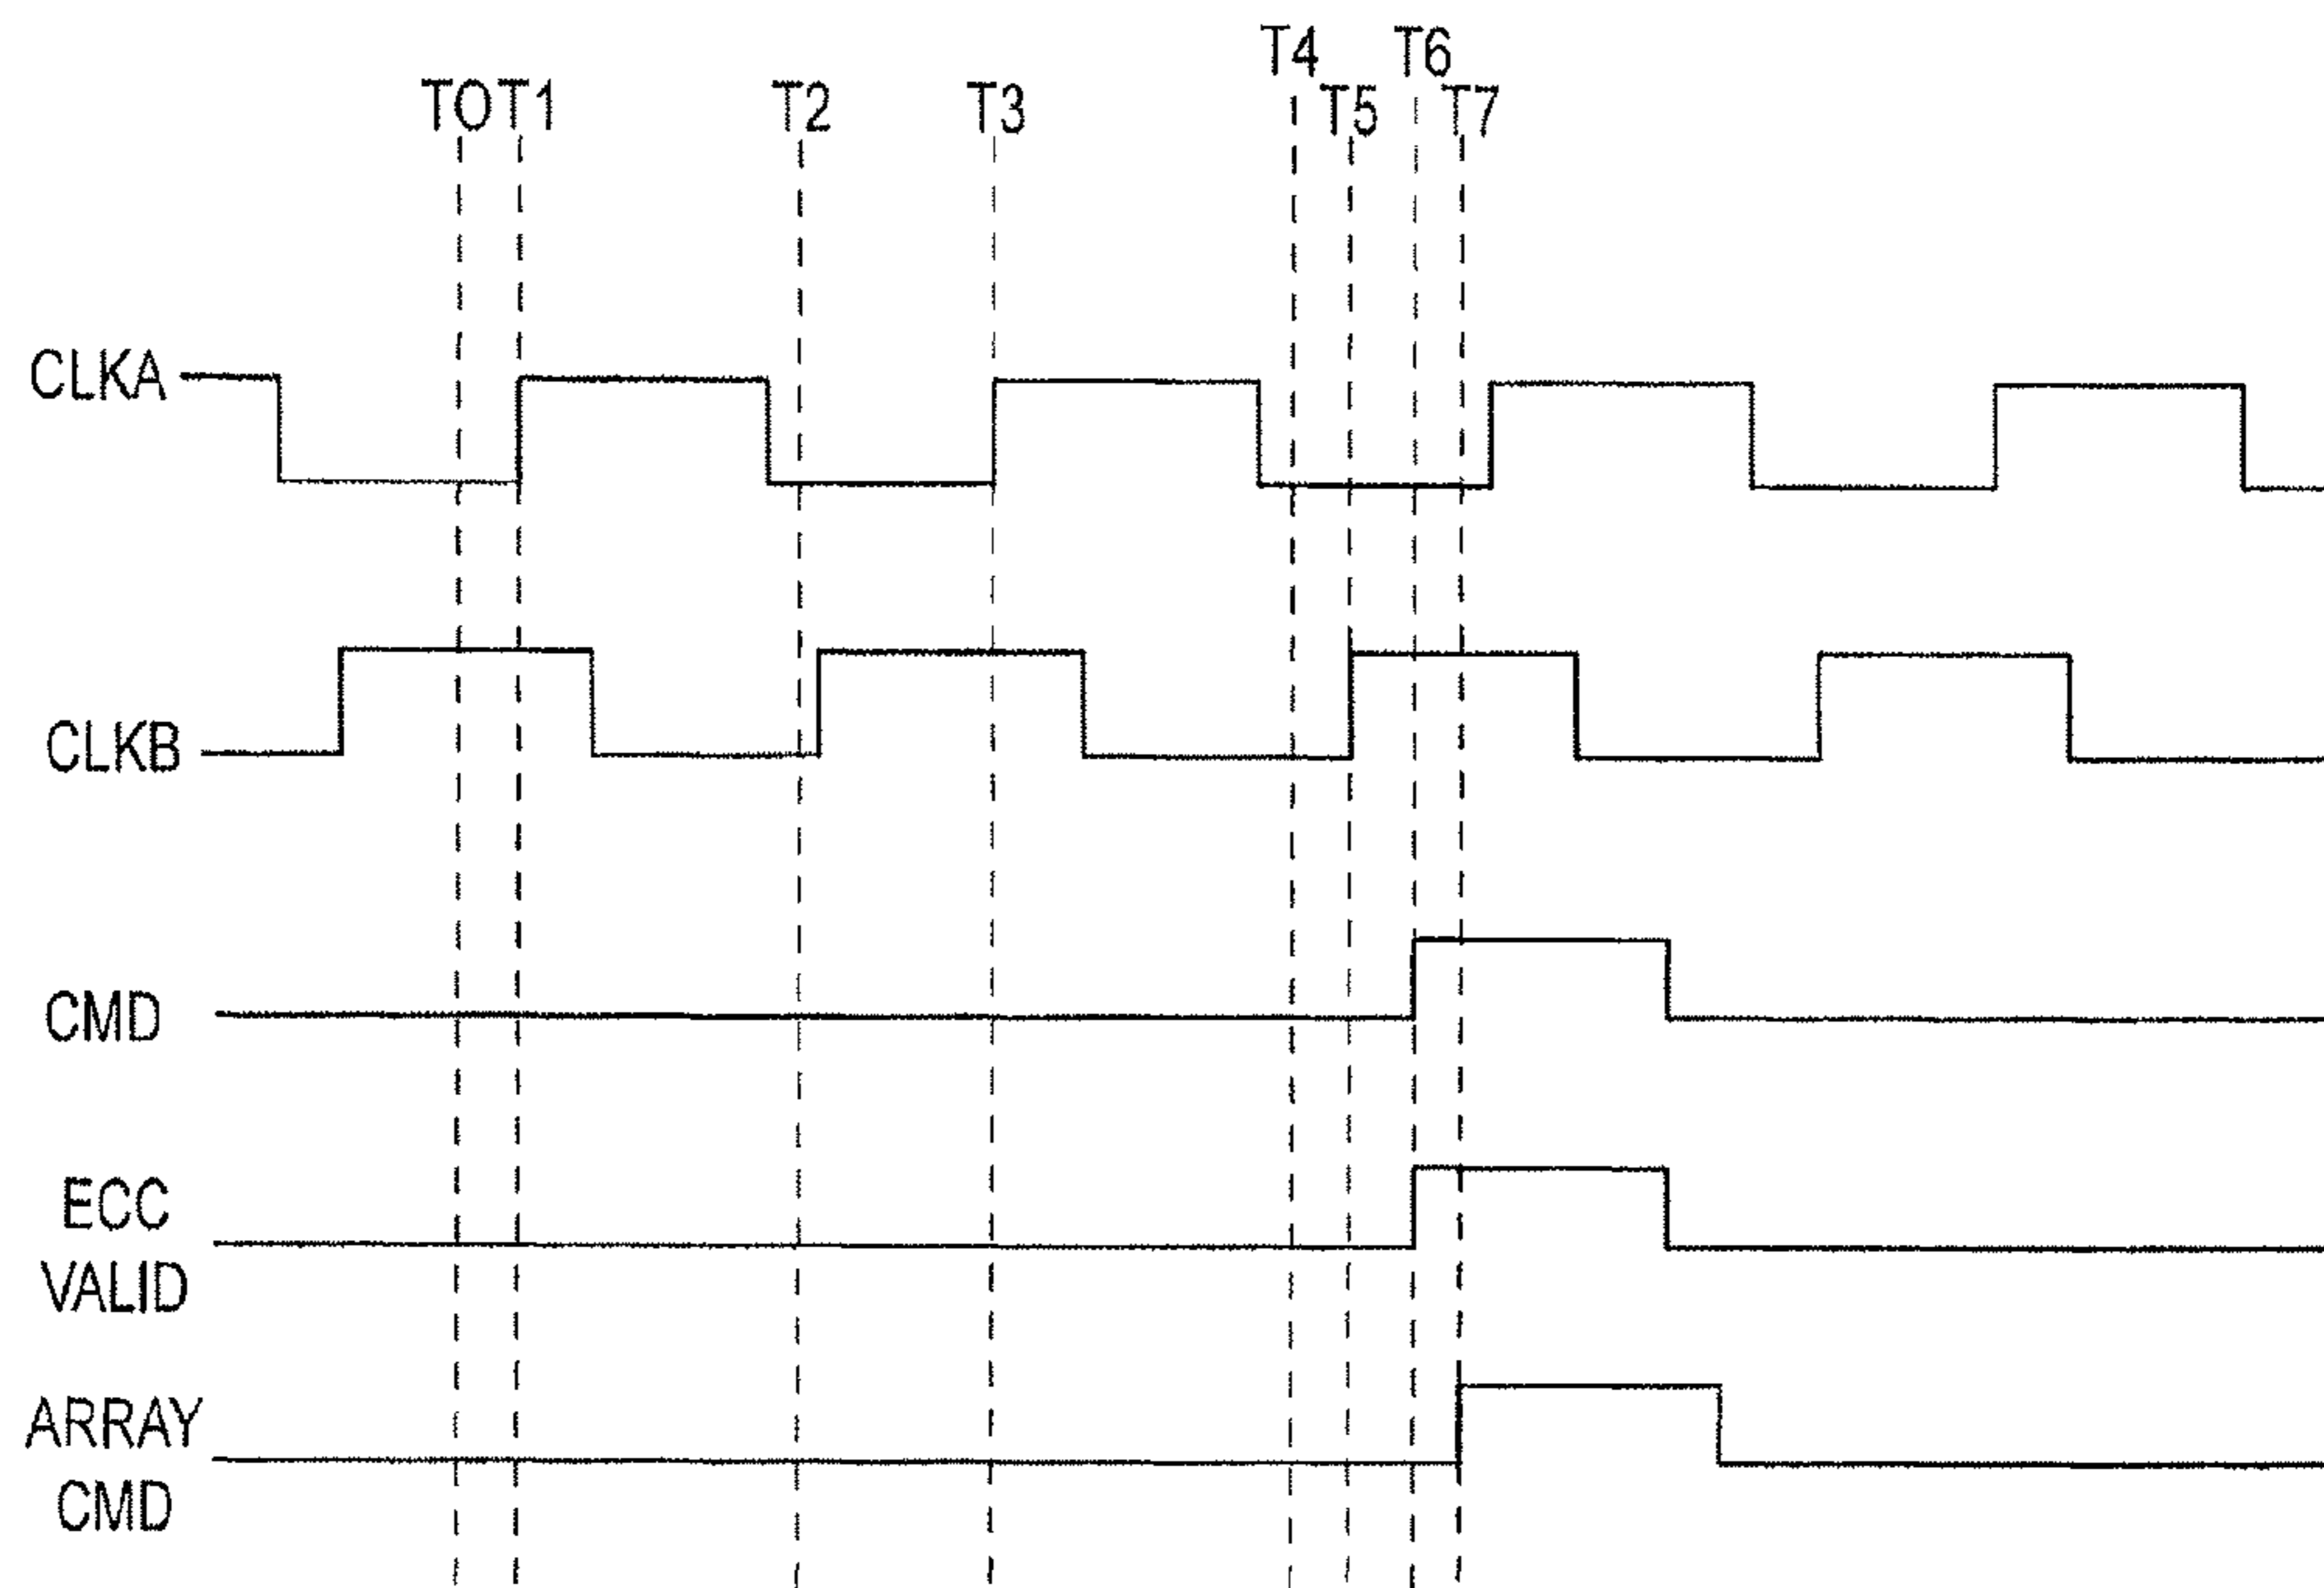 T4 T6
T0 T1 T2 T3 T5 T7
CLKA
CLKB
CMD
ECC
VALID
ARRAY
CMD